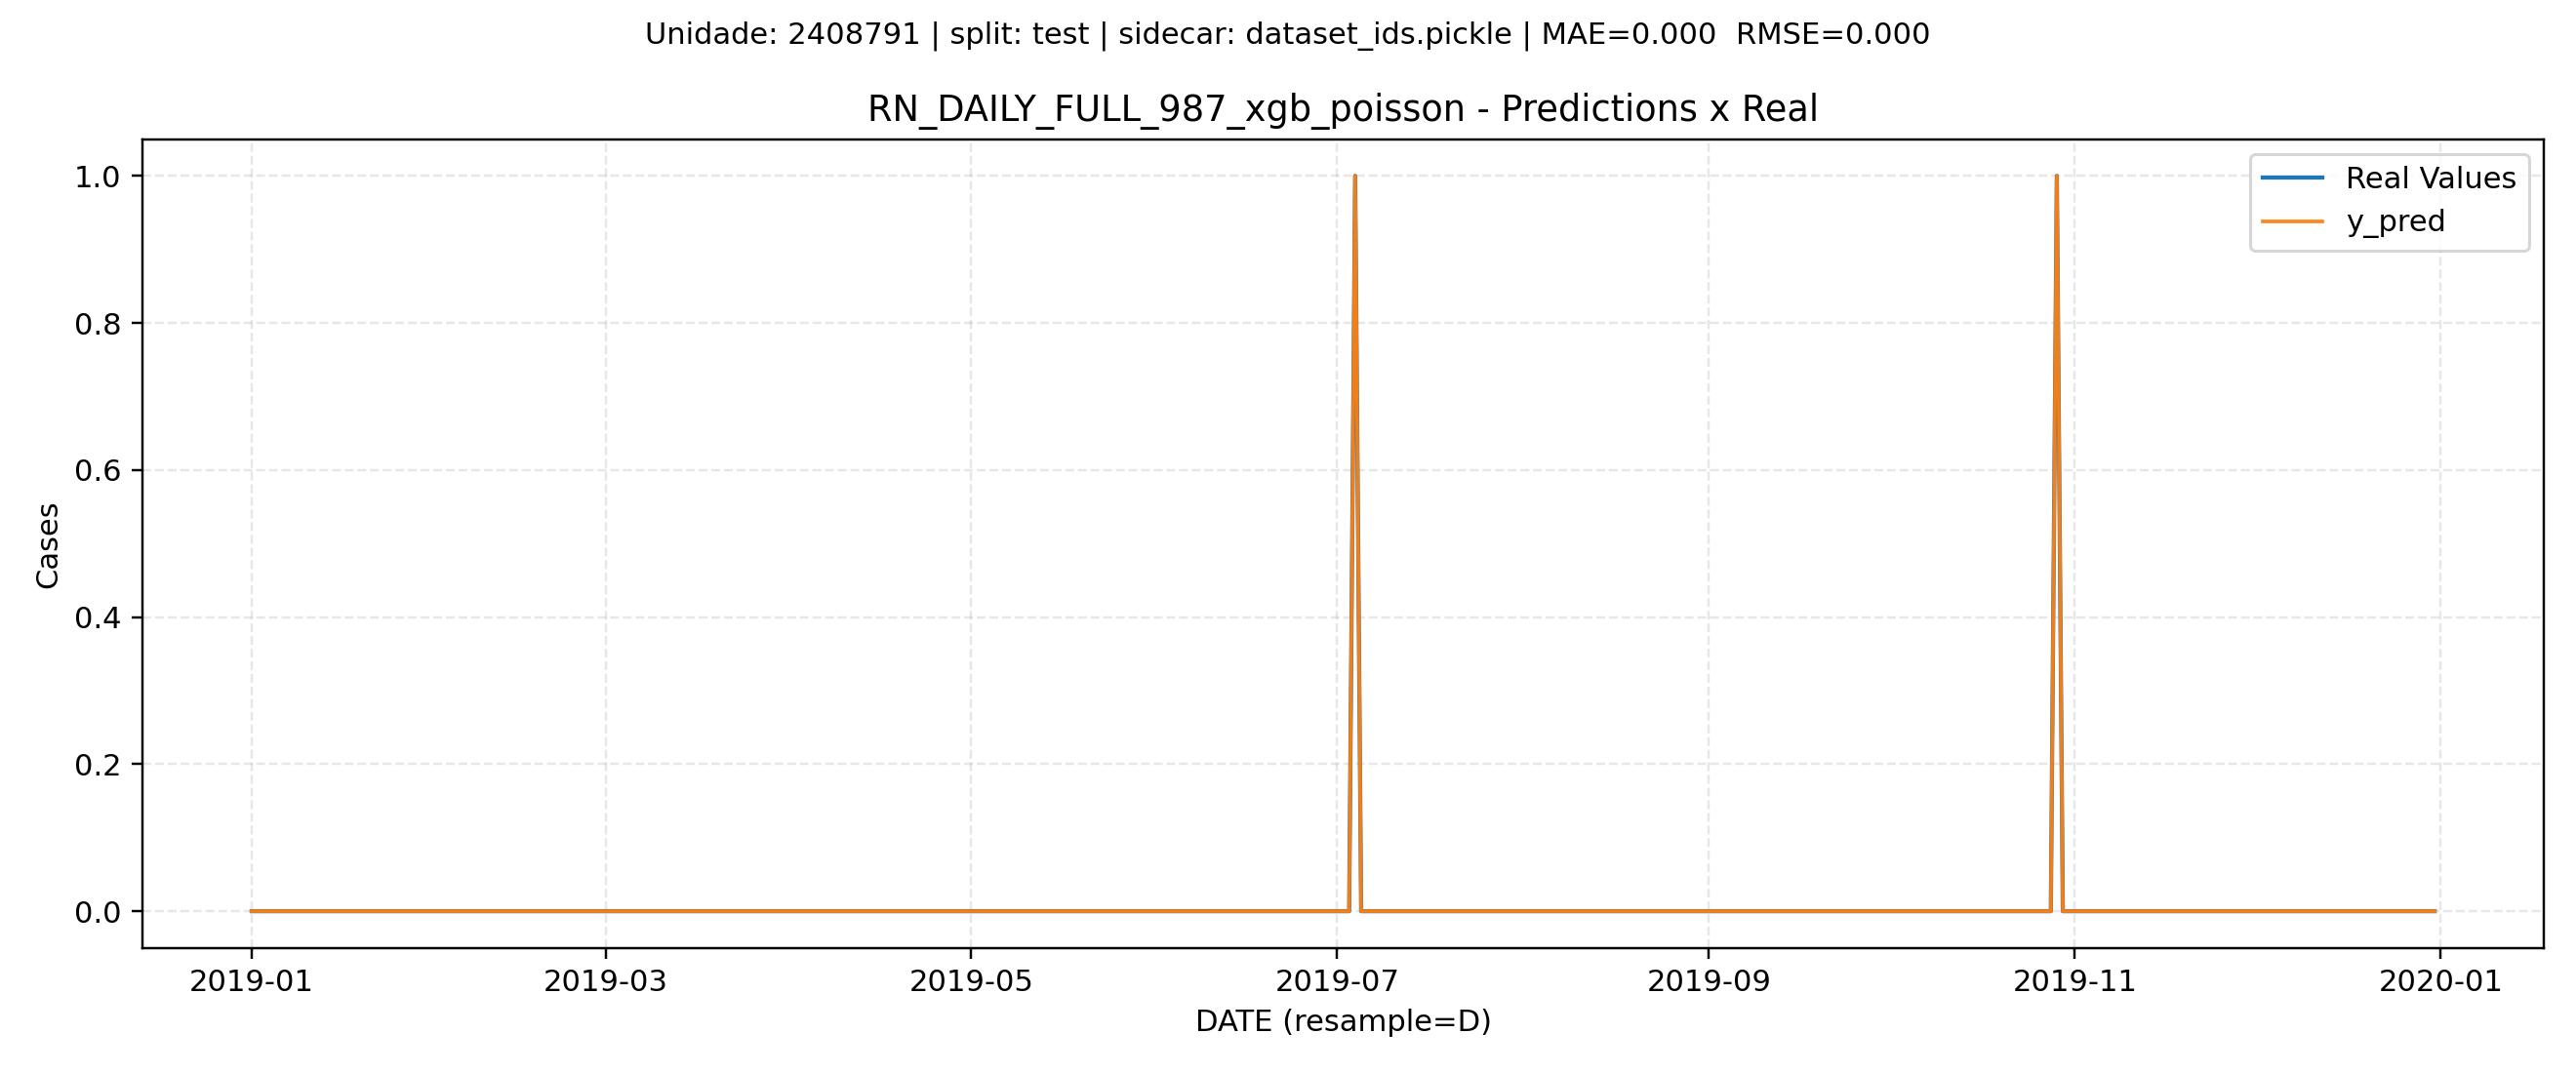 Unidade: 2408791 | split: test | sidecar: dataset_ids.pickle | MAE=0.000  RMSE=0.000
RN_DAILY_FULL_987_xgb_poisson - Predictions x Real
Real Values
y_pred
1.0
0.8
0.6
0.4
0.2
0.0
Cases
2019-01
2019-03
2019-05
2019-07
2019-09
2019-11
2020-01
DATE (resample=D)